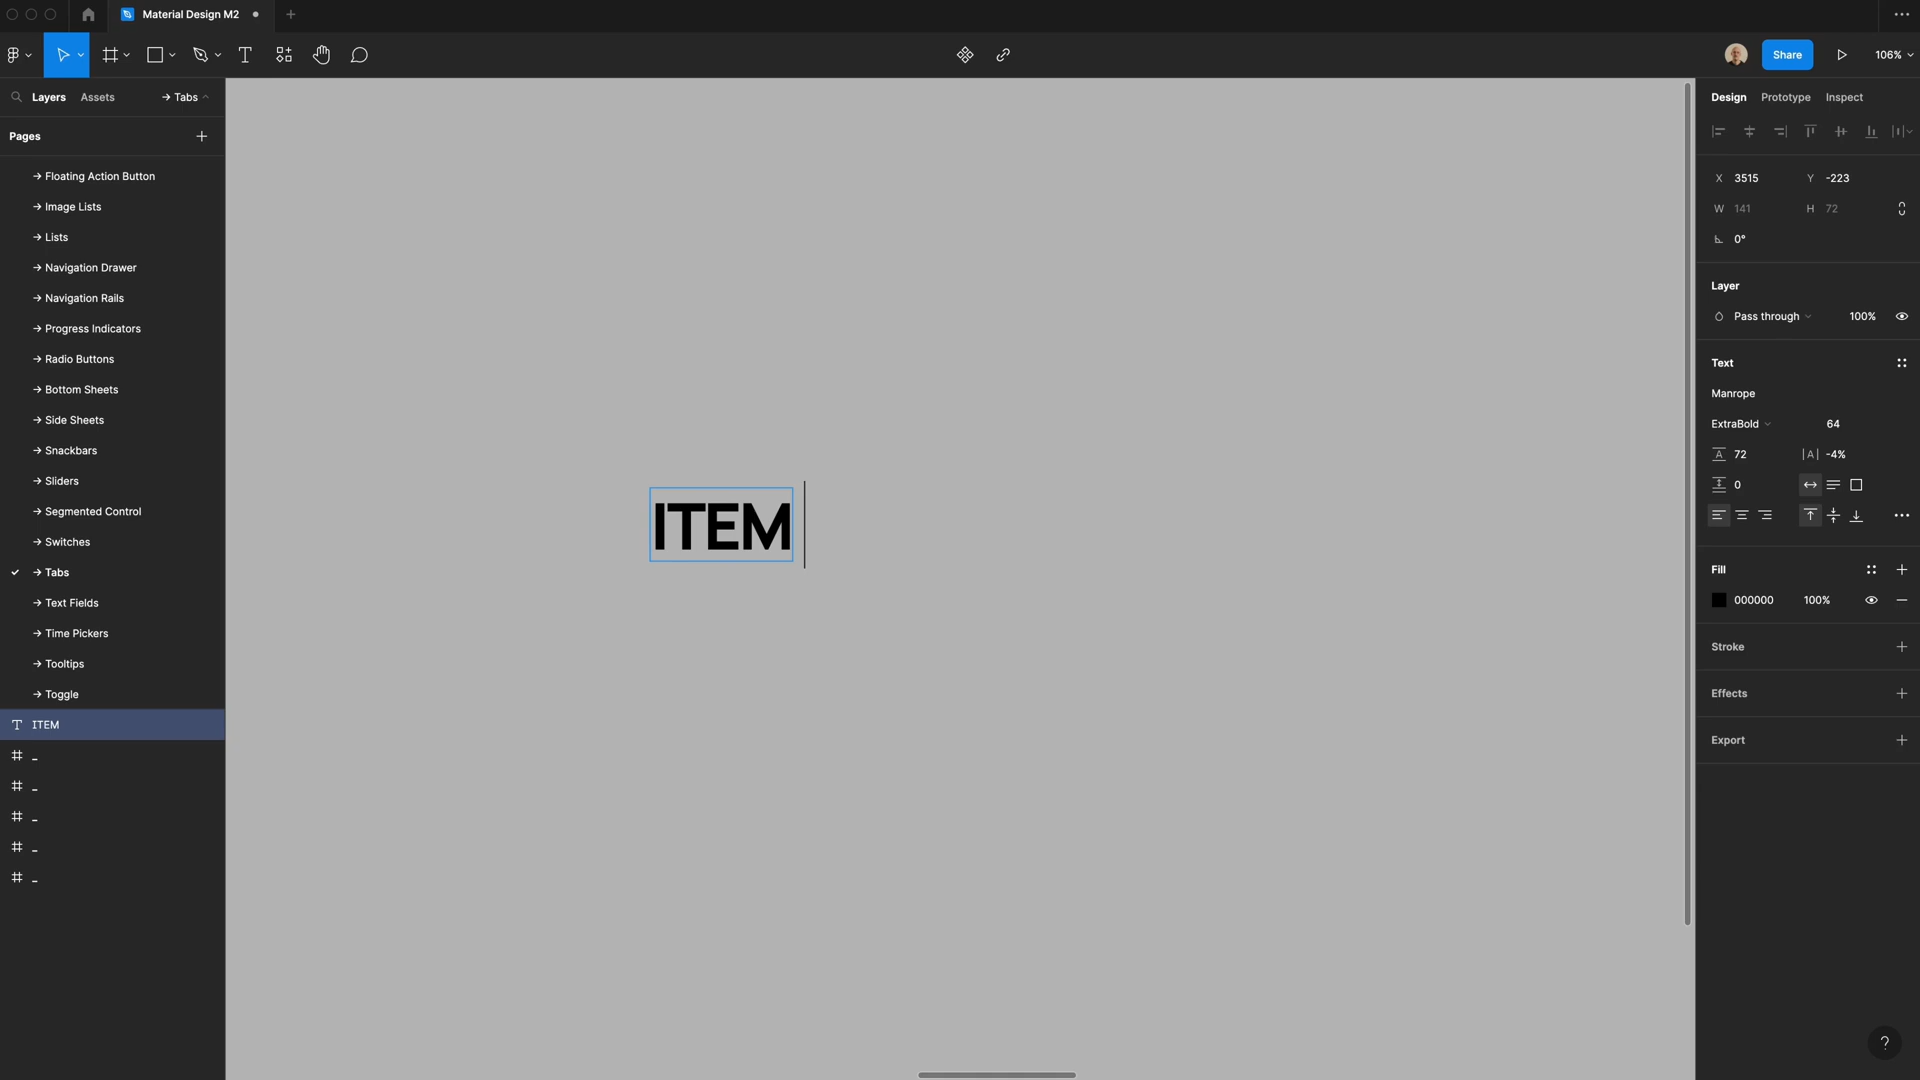 Material Design M2
Share
106%
Layers
Assets
→ Tabs
Design
Prototype
Inspect
Pages
→ Floating Action Button
→ Image Lists
→ Lists
→ Navigation Drawer
→ Navigation Rails
→ Progress Indicators
→ Radio Buttons
→ Bottom Sheets
→ Side Sheets
→ Snackbars
→ Sliders
→ Segmented Control
→ Switches
→ Tabs
→ Text Fields
→ Time Pickers
→ Tooltips
→ Toggle
ITEM
_
_
_
_
_
ITEM
X 3515 Y -223
W 141 H 72
0°
Layer
Pass through 100%
Text
Manrope
ExtraBold 64
A 72 |A| -4%
0
Fill
000000 100%
Stroke
Effects
Export
?